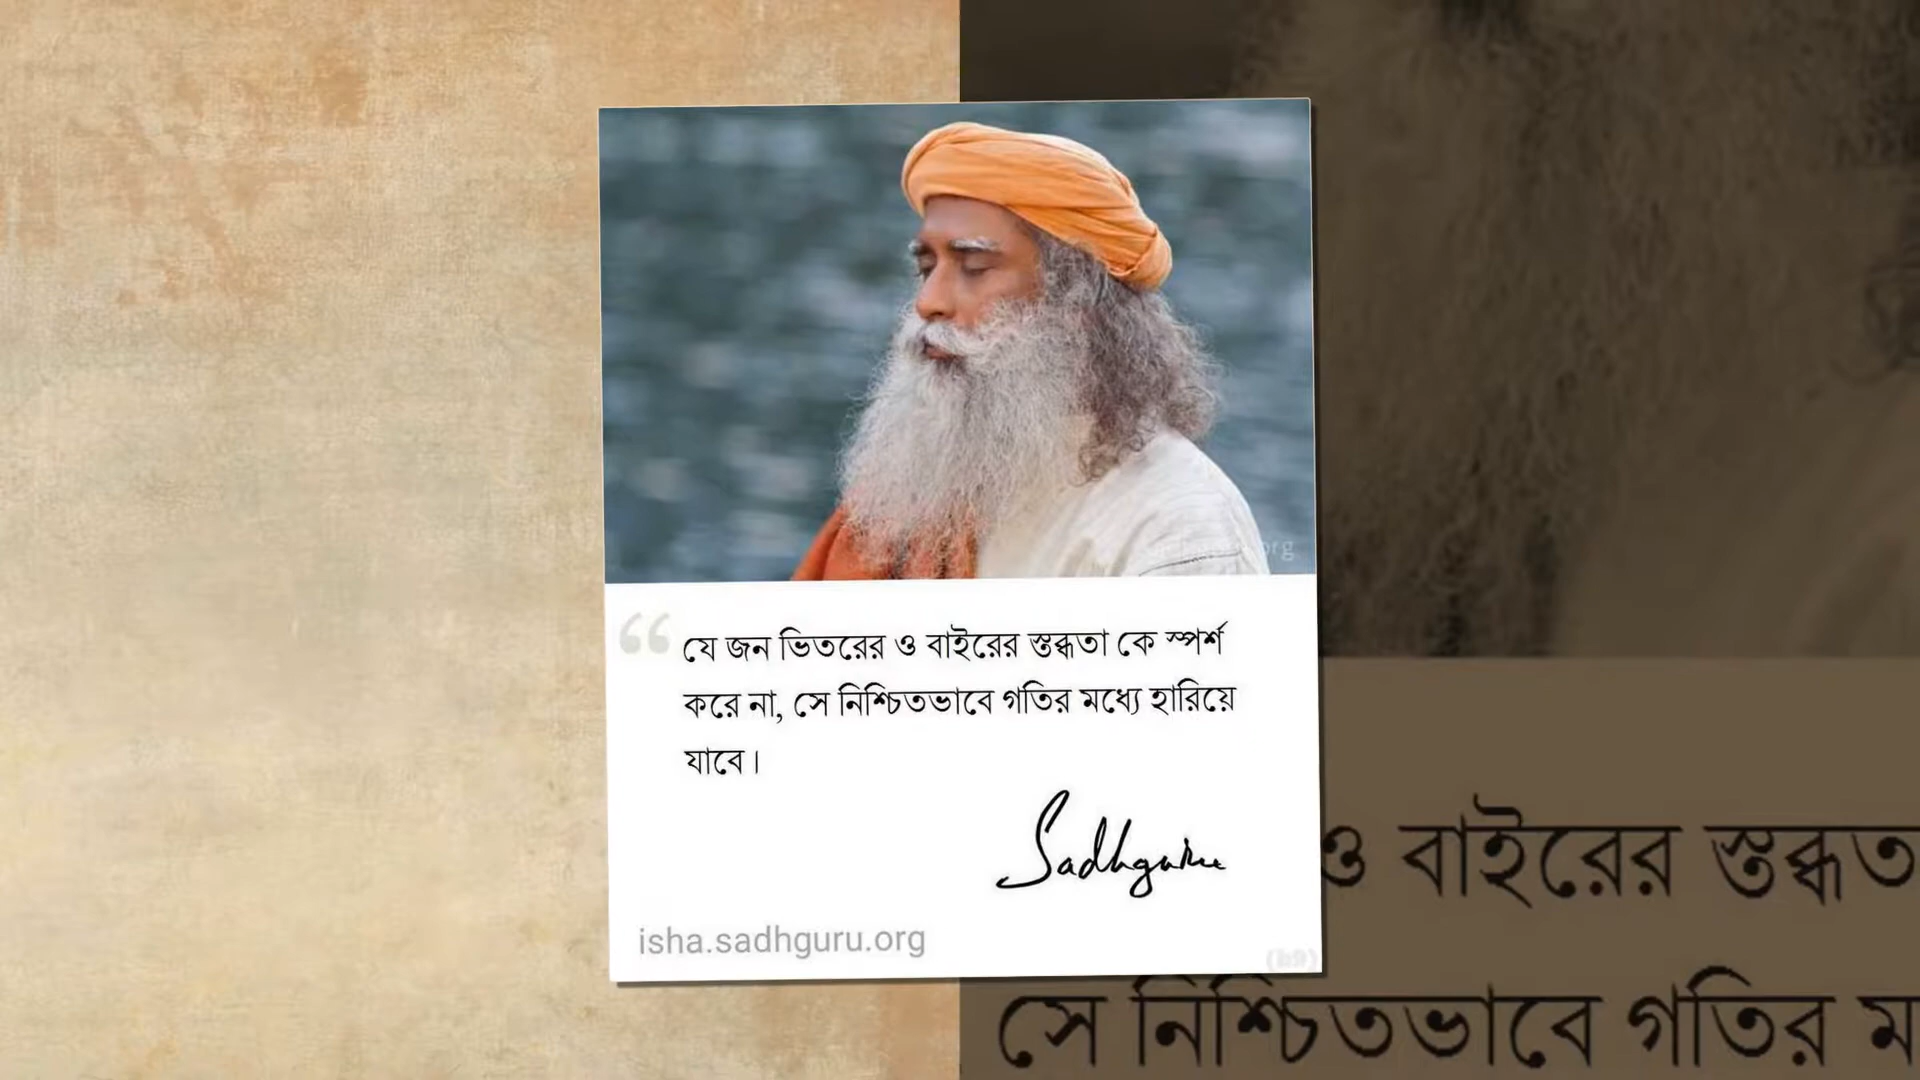 যে জন ভিতরের ও বাইরের স্তব্ধতা কে স্পর্শ
করে না, সে নিশ্চিতভাবে গতির মধ্যে হারিয়ে
যাবে।
Sadhguru
isha.sadhguru.org
ও বাইরের স্তব্ধত
সে নিশ্চিতভাবে গতির ম